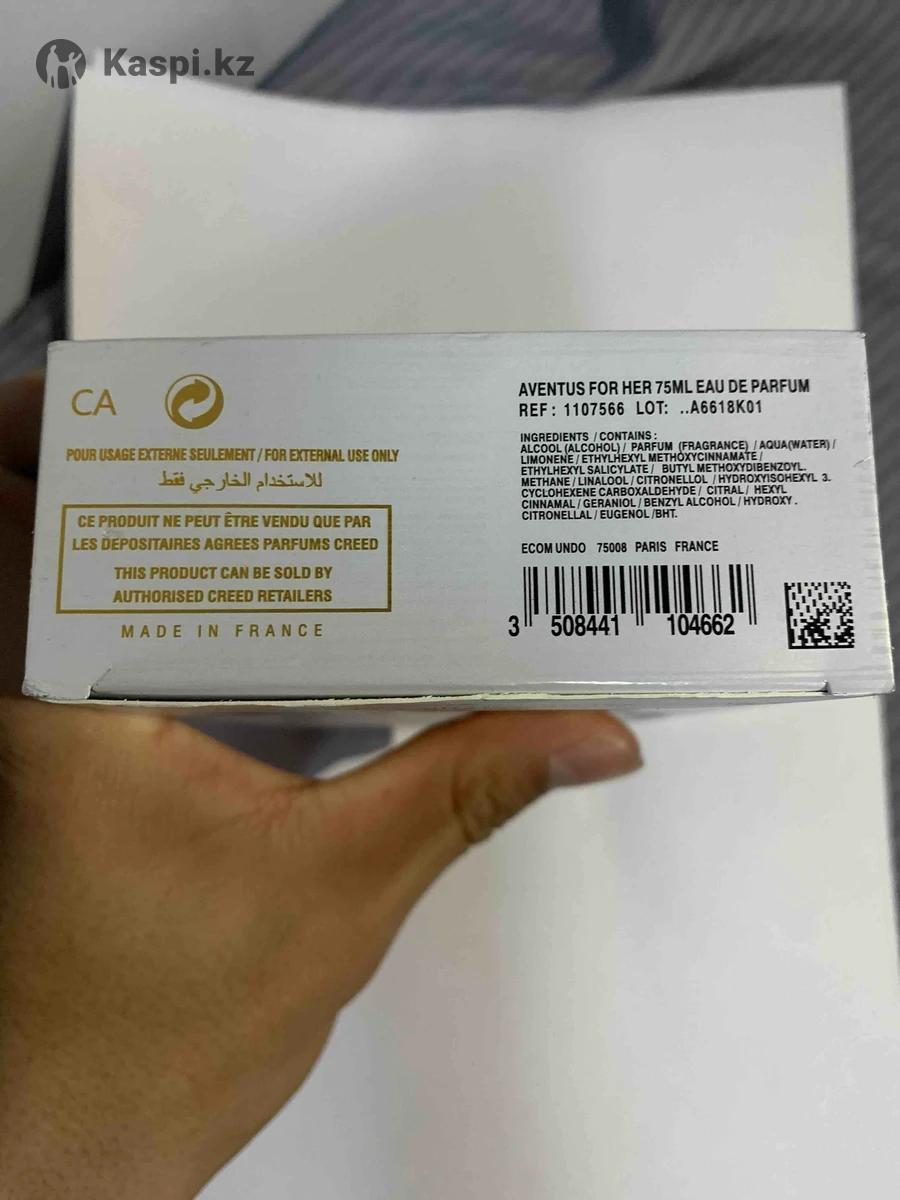 Kaspi.kz
CA
POUR USAGE EXTERNE SEULEMENT / FOR EXTERNAL USE ONLY
للاستخدام الخارجي فقط
CE PRODUIT NE PEUT ÊTRE VENDU QUE PAR
LES DEPOSITAIRES AGREES PARFUMS CREED
THIS PRODUCT CAN BE SOLD BY
AUTHORISED CREED RETAILERS
MADE IN FRANCE
AVENTUS FOR HER 75ML EAU DE PARFUM
REF : 1107566 LOT: ..A6618K01
INGREDIENTS / CONTAINS :
ALCOOL (ALCOHOL) / PARFUM (FRAGRANCE) / AQUA(WATER) /
LIMONENE / ETHYLHEXYL METHOXYCINNAMATE /
ETHYLHEXYL SALICYLATE / BUTYL METHOXYDIBENZOYL.
METHANE / LINALOOL / CITRONELLOL / HYDROXYISOHEXYL 3.
CYCLOHEXENE CARBOXALDEHYDE / CITRAL / HEXYL
CINNAMAL / GERANIOL / BENZYL ALCOHOL / HYDROXY .
CITRONELLAL / EUGENOL /BHT.
ECOM UNDO 75008 PARIS FRANCE
3 508441 104662